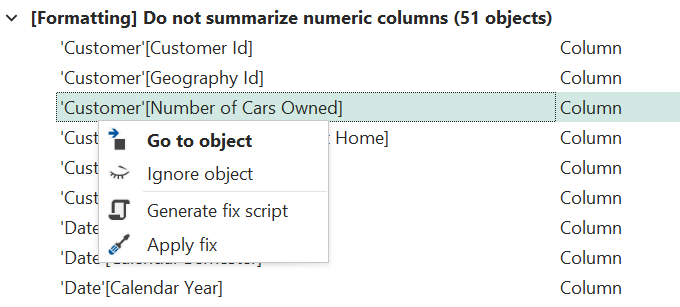 [Formatting] Do not summarize numeric columns (51 objects)
'Customer'[Customer Id] Column
'Customer'[Geography Id] Column
'Customer'[Number of Cars Owned] Column
'Cust Home] Column
'Cust Column
'Cust Column
'Date Column
'Date Column
'Date'[Calendar Year] Column
Go to object
Ignore object
Generate fix script
Apply fix